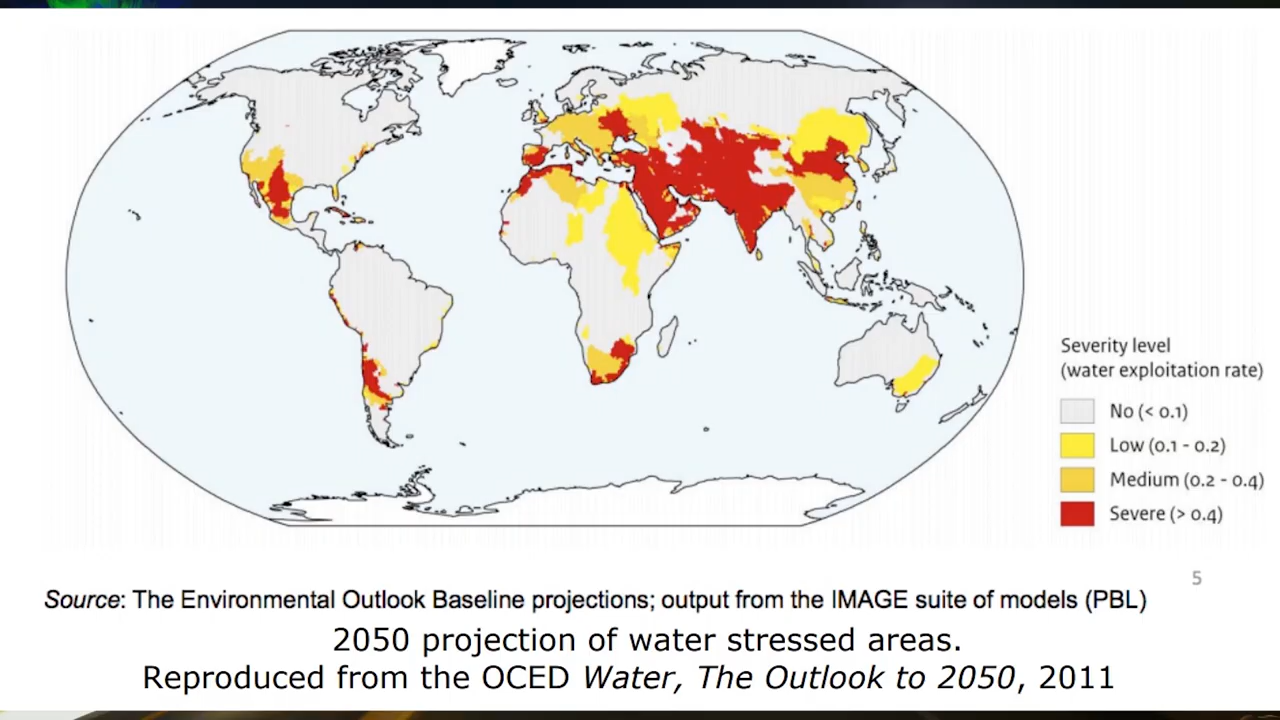 Severity level
(water exploitation rate)
No (< 0.1)
Low (0.1 - 0.2)
Medium (0.2 - 0.4)
Severe (> 0.4)
5
Source: The Environmental Outlook Baseline projections; output from the IMAGE suite of models (PBL)
2050 projection of water stressed areas.
Reproduced from the OCED Water, The Outlook to 2050, 2011